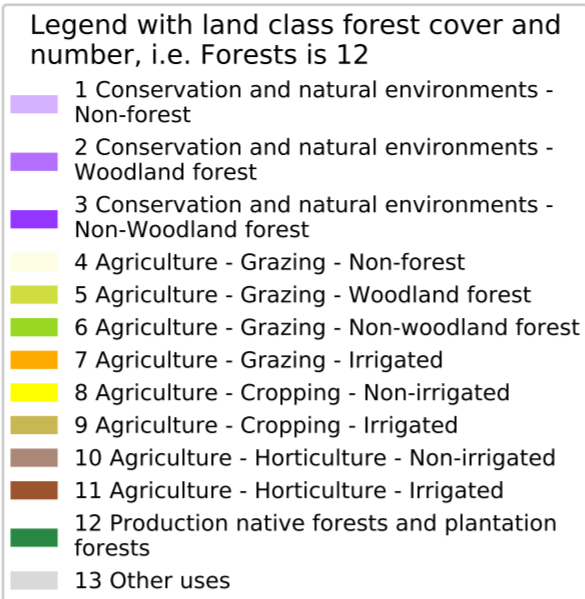 Legend with land class forest cover and
number, i.e. Forests is 12
1 Conservation and natural environments -
Non-forest
2 Conservation and natural environments -
Woodland forest
3 Conservation and natural environments -
Non-Woodland forest
4 Agriculture - Grazing - Non-forest
5 Agriculture - Grazing - Woodland forest
6 Agriculture - Grazing - Non-woodland forest
7 Agriculture - Grazing - Irrigated
8 Agriculture - Cropping - Non-irrigated
9 Agriculture - Cropping - Irrigated
10 Agriculture - Horticulture - Non-irrigated
11 Agriculture - Horticulture - Irrigated
12 Production native forests and plantation
forests
13 Other uses